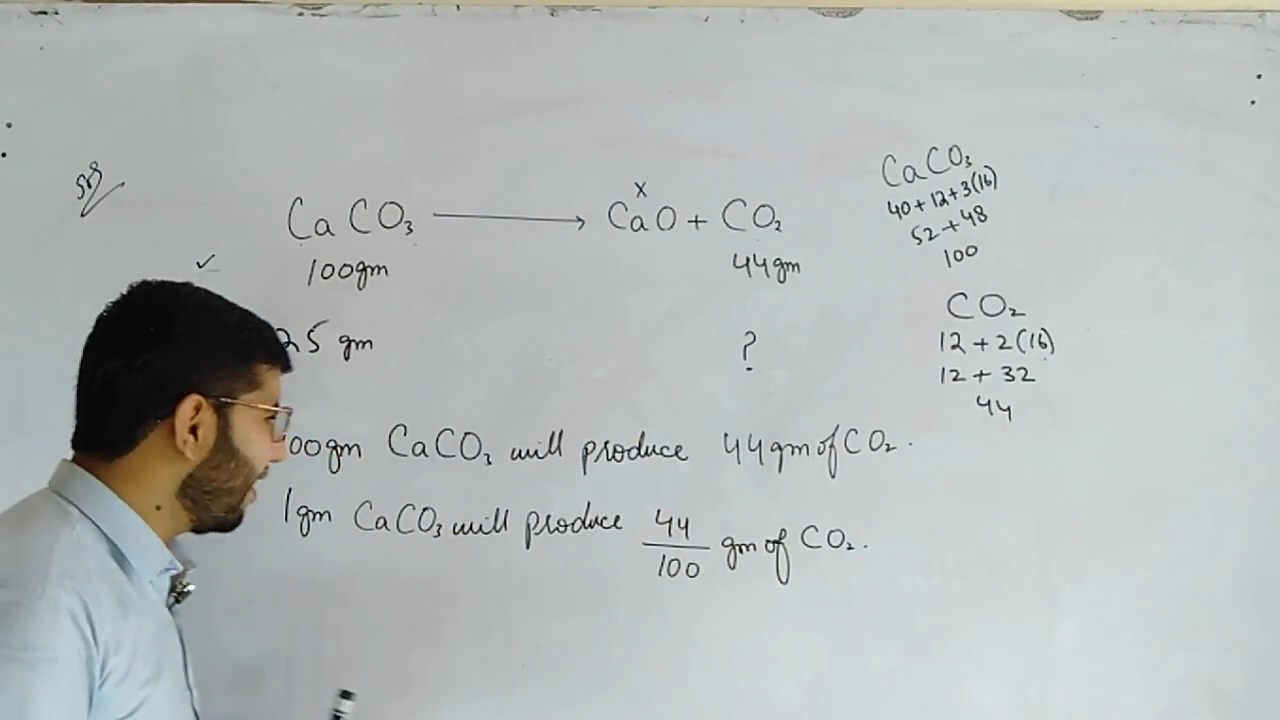 Sol
x
CaCO₃ → CaO + CO₂
100gm 44gm
25 gm ?
00gm CaCO₃ will produce 44gm of CO₂.
1gm CaCO₃ will produce 44/100 gm of CO₂.
CaCO₃
40+12+3(16)
52+48
100
CO₂
12+2(16)
12+32
44